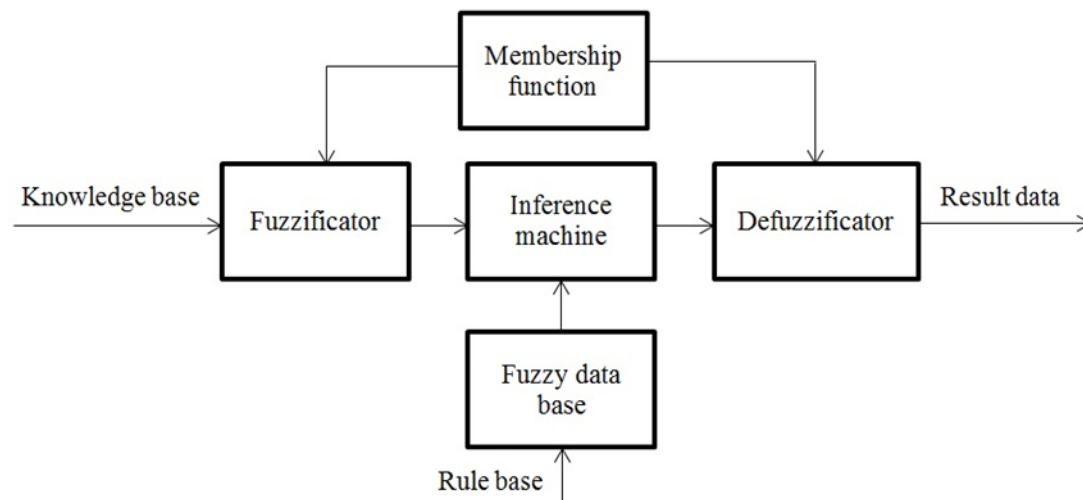 Membership
function
Knowledge base
Fuzzificator
Inference
machine
Defuzzificator
Result data
Fuzzy data
base
Rule base